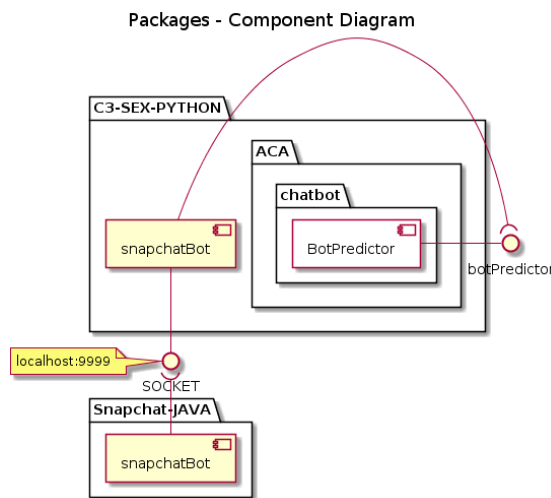 Packages - Component Diagram
C3-SEX-PYTHON
ACA
chatbot
snapchatBot
BotPredictor
botPredictor
localhost:9999
SOCKET
Snapchat-JAVA
snapchatBot